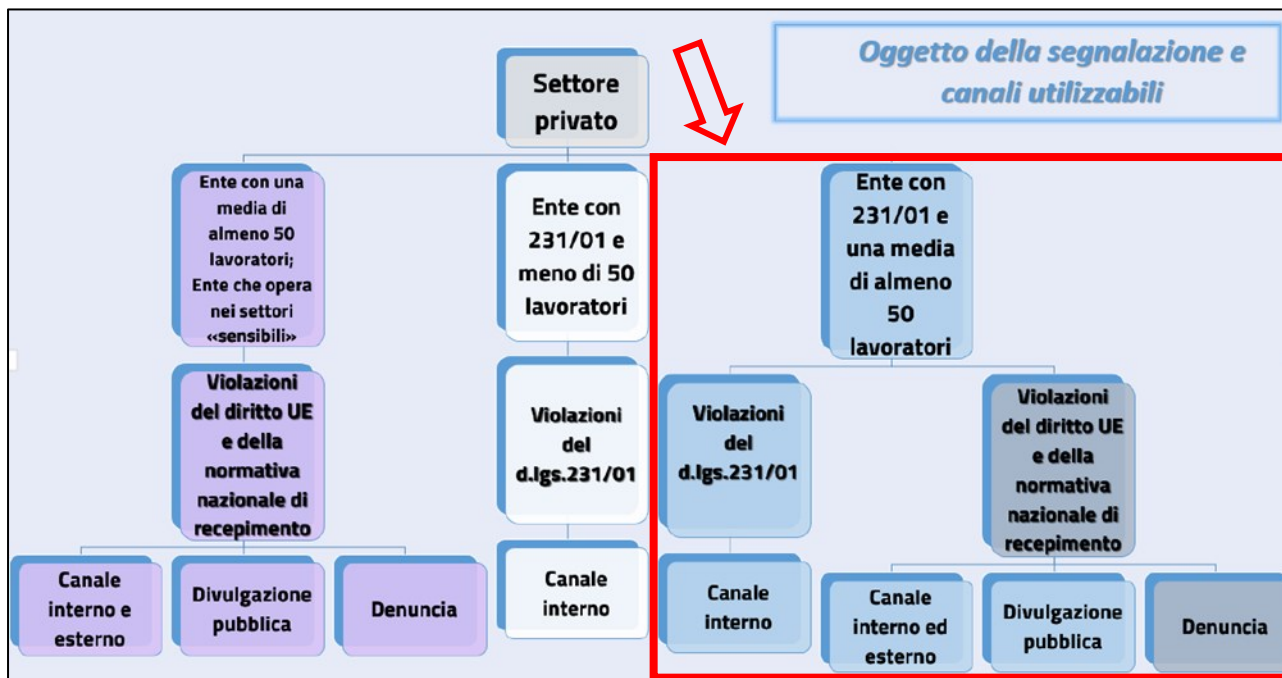 Oggetto della segnalazione e
canali utilizzabili
Settore
privato
Ente con una
media di
almeno 50
lavoratori;
Ente che opera
nei settori
«sensibili»
Ente con
231/01 e
meno di 50
lavoratori
Ente con
231/01 e
una media
di almeno
50
lavoratori
Violazioni
del diritto UE
e della
normativa
nazionale di
recepimento
Violazioni
del
d.lgs.231/01
Violazioni
del
d.lgs.231/01
Violazioni
del diritto UE
e della
normativa
nazionale di
recepimento
Canale
interno e
esterno
Divulgazione
pubblica
Denuncia
Canale
interno
Canale
interno
Canale
interno ed
esterno
Divulgazione
pubblica
Denuncia